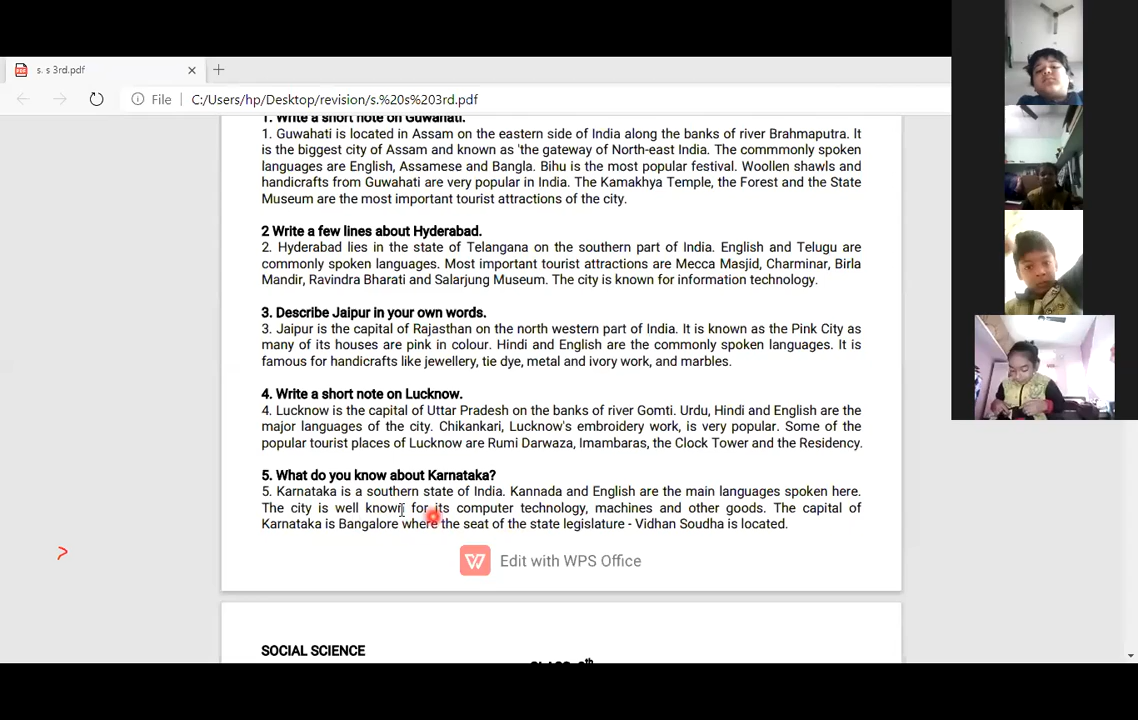 s. s 3rd.pdf
File
C:/Users/hp/Desktop/revision/s.%20s%203rd.pdf
1. Write a short note on Guwahati.
1. Guwahati is located in Assam on the eastern side of India along the banks of river Brahmaputra. It
is the biggest city of Assam and known as 'the gateway of North-east India. The commmonly spoken
languages are English, Assamese and Bangla. Bihu is the most popular festival. Woollen shawls and
handicrafts from Guwahati are very popular in India. The Kamakhya Temple, the Forest and the State
Museum are the most important tourist attractions of the city.
2 Write a few lines about Hyderabad.
2. Hyderabad lies in the state of Telangana on the southern part of India. English and Telugu are
commonly spoken languages. Most important tourist attractions are Mecca Masjid, Charminar, Birla
Mandir, Ravindra Bharati and Salarjung Museum. The city is known for information technology.
3. Describe Jaipur in your own words.
3. Jaipur is the capital of Rajasthan on the north western part of India. It is known as the Pink City as
many of its houses are pink in colour. Hindi and English are the commonly spoken languages. It is
famous for handicrafts like jewellery, tie dye, metal and ivory work, and marbles.
4. Write a short note on Lucknow.
4. Lucknow is the capital of Uttar Pradesh on the banks of river Gomti. Urdu, Hindi and English are the
major languages of the city. Chikankari, Lucknow's embroidery work, is very popular. Some of the
popular tourist places of Lucknow are Rumi Darwaza, Imambaras, the Clock Tower and the Residency.
5. What do you know about Karnataka?
5. Karnataka is a southern state of India. Kannada and English are the main languages spoken here.
The city is well known for its computer technology, machines and other goods. The capital of
Karnataka is Bangalore where the seat of the state legislature - Vidhan Soudha is located.
Edit with WPS Office
SOCIAL SCIENCE